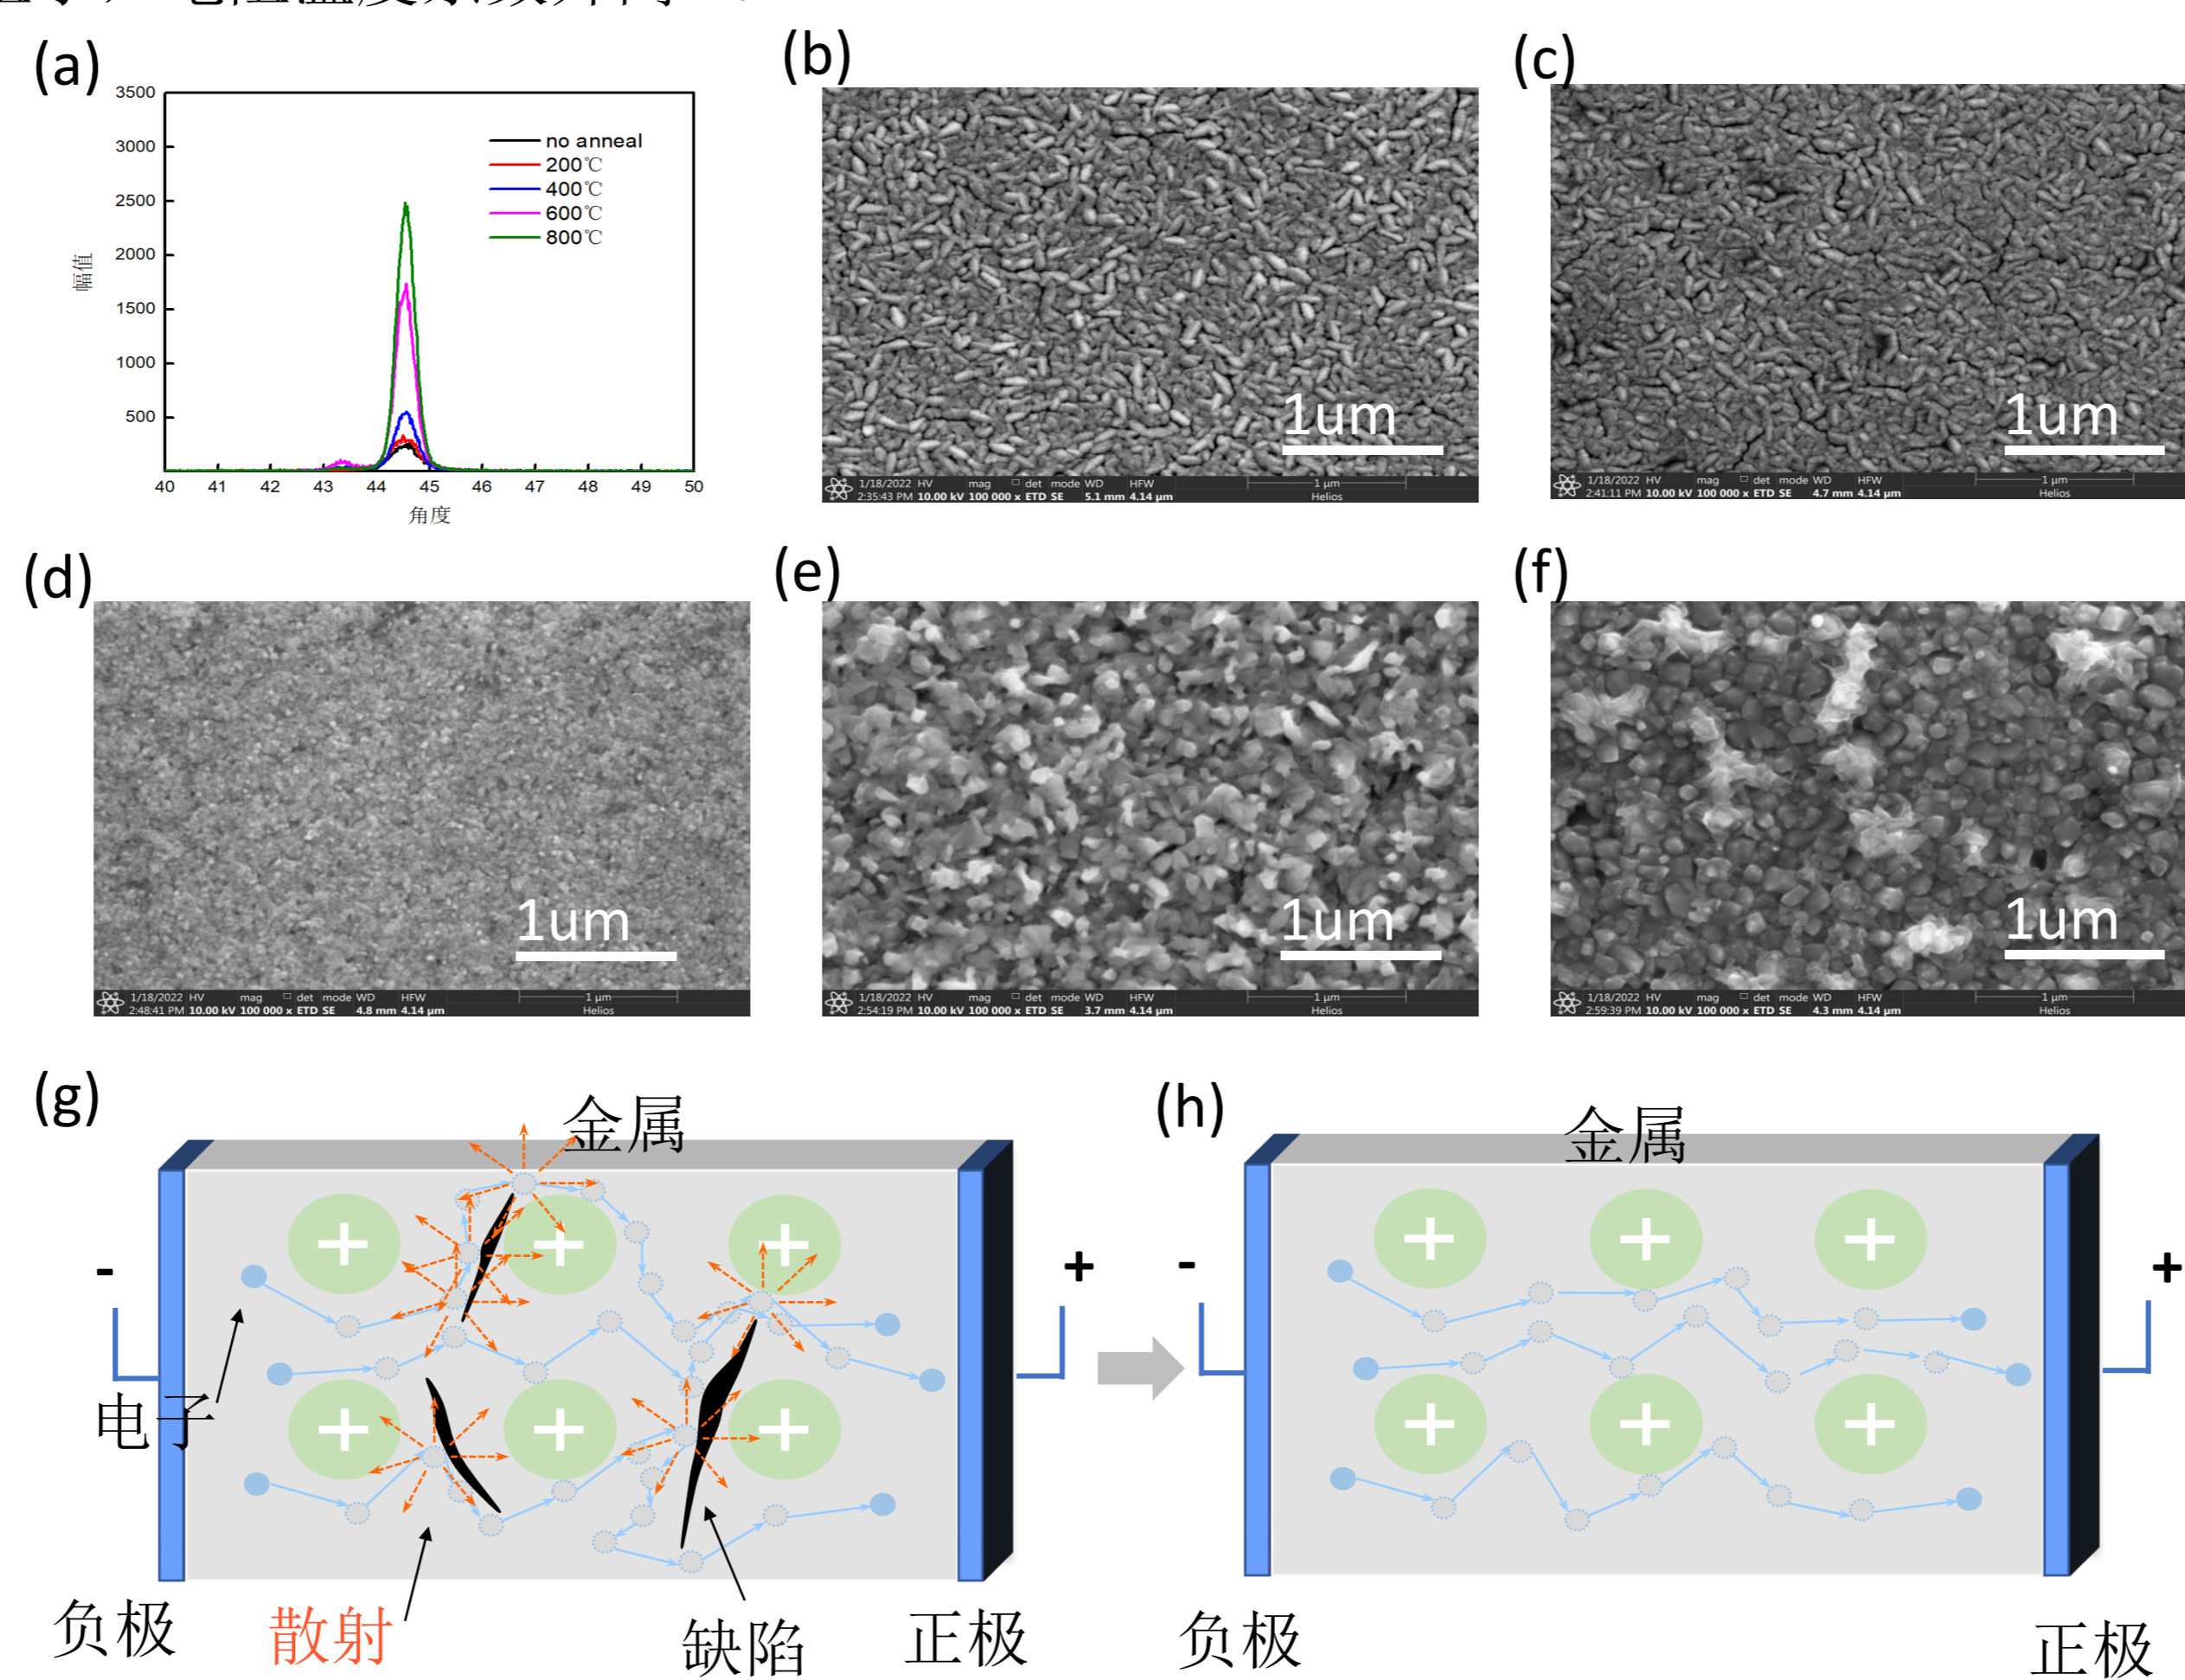 (a)
3500
3000
2500
2000
1500
1000
500
幅值
no anneal
200℃
400℃
600℃
800℃
40 41 42 43 44 45 46 47 48 49 50
角度
(b)
1um
1/18/2022 HV mag □ det mode WD HFW 1 µm
2:35:43 PM 10.00 kV 100 000 x ETD SE 5.1 mm 4.14 µm Helios
(c)
1um
1/18/2022 HV mag □ det mode WD HFW 1 µm
2:41:11 PM 10.00 kV 100 000 x ETD SE 4.7 mm 4.14 µm Helios
(d)
1um
1/18/2022 HV mag □ det mode WD HFW 1 µm
2:48:41 PM 10.00 kV 100 000 x ETD SE 4.8 mm 4.14 µm Helios
(e)
1um
1/18/2022 HV mag □ det mode WD HFW 1 µm
2:54:19 PM 10.00 kV 100 000 x ETD SE 3.7 mm 4.14 µm Helios
(f)
1um
1/18/2022 HV mag □ det mode WD HFW 1 µm
2:59:39 PM 10.00 kV 100 000 x ETD SE 4.3 mm 4.14 µm Helios
(g)
金属
+ + +
- +
电子
+ + +
负极 散射 缺陷 正极
(h)
金属
+ + +
- +
+ + +
负极 正极